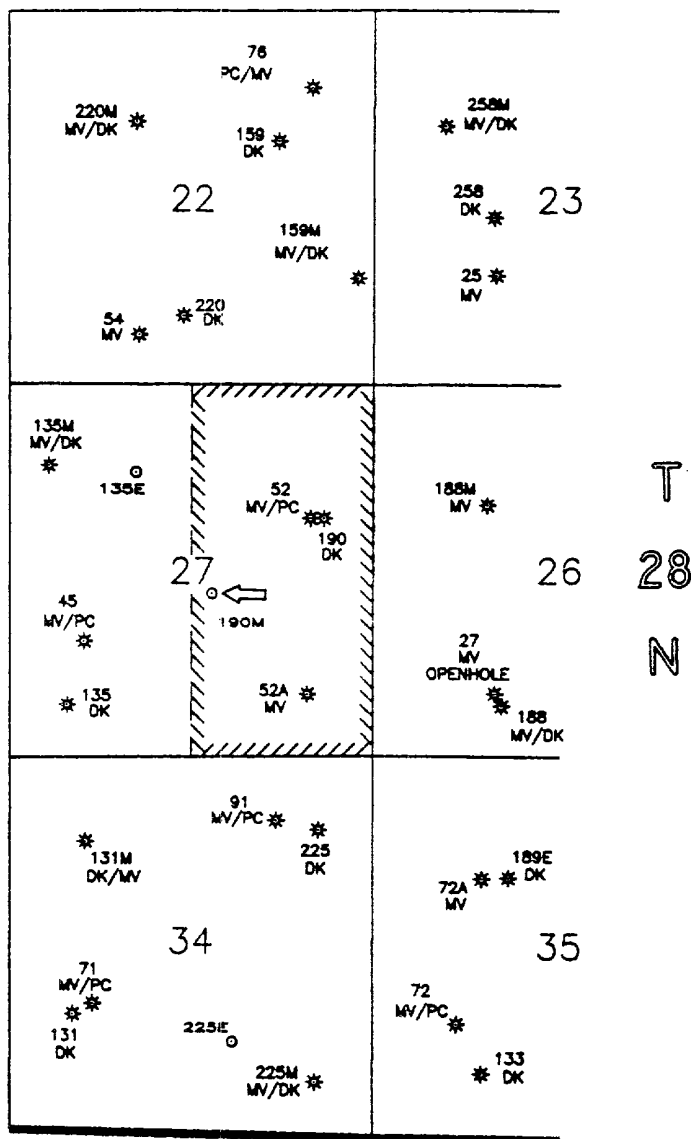 76
PC/MV
220M
MV/DK
159
DK
22
159M
MV/DK
220
DK
54
MV
258M
MV/DK
258
DK
23
25
MV
135M
MV/DK
135E
52
MV/PC
190
DK
27
190M
45
MV/PC
135
DK
52A
MV
188M
MV
26
27
MV
OPENHOLE
188
MV/DK
T
28
N
91
MV/PC
225
DK
131M
DK/MV
34
71
MV/PC
131
DK
225E
225M
MV/DK
189E
DK
72A
MV
35
72
MV/PC
133
DK